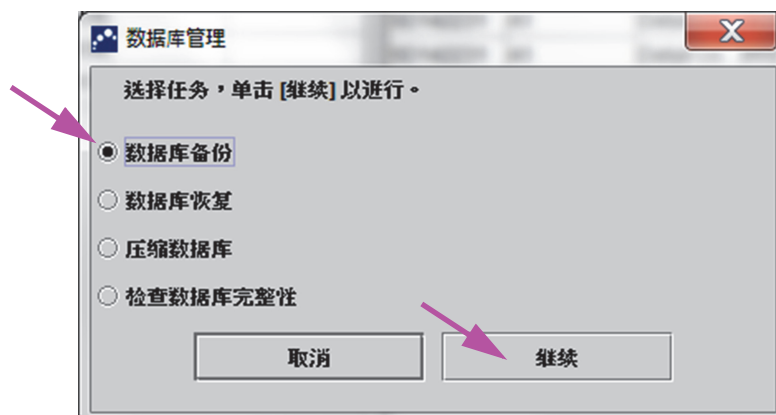 数据库管理
选择任务，单击 [继续] 以进行。
数据库备份
数据库恢复
压缩数据库
检查数据库完整性
取消 继续